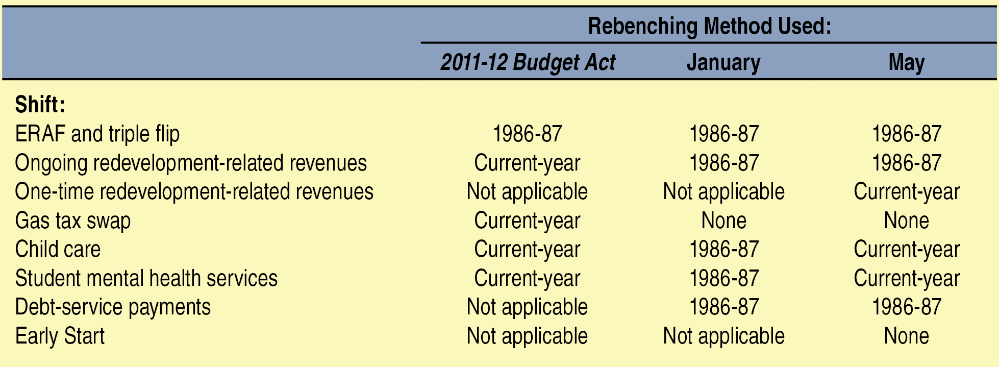 Rebenching Method Used:
2011-12 Budget Act January May
Shift:
ERAF and triple flip 1986-87 1986-87 1986-87
Ongoing redevelopment-related revenues Current-year 1986-87 1986-87
One-time redevelopment-related revenues Not applicable Not applicable Current-year
Gas tax swap Current-year None None
Child care Current-year 1986-87 Current-year
Student mental health services Current-year 1986-87 Current-year
Debt-service payments Not applicable 1986-87 1986-87
Early Start Not applicable Not applicable None